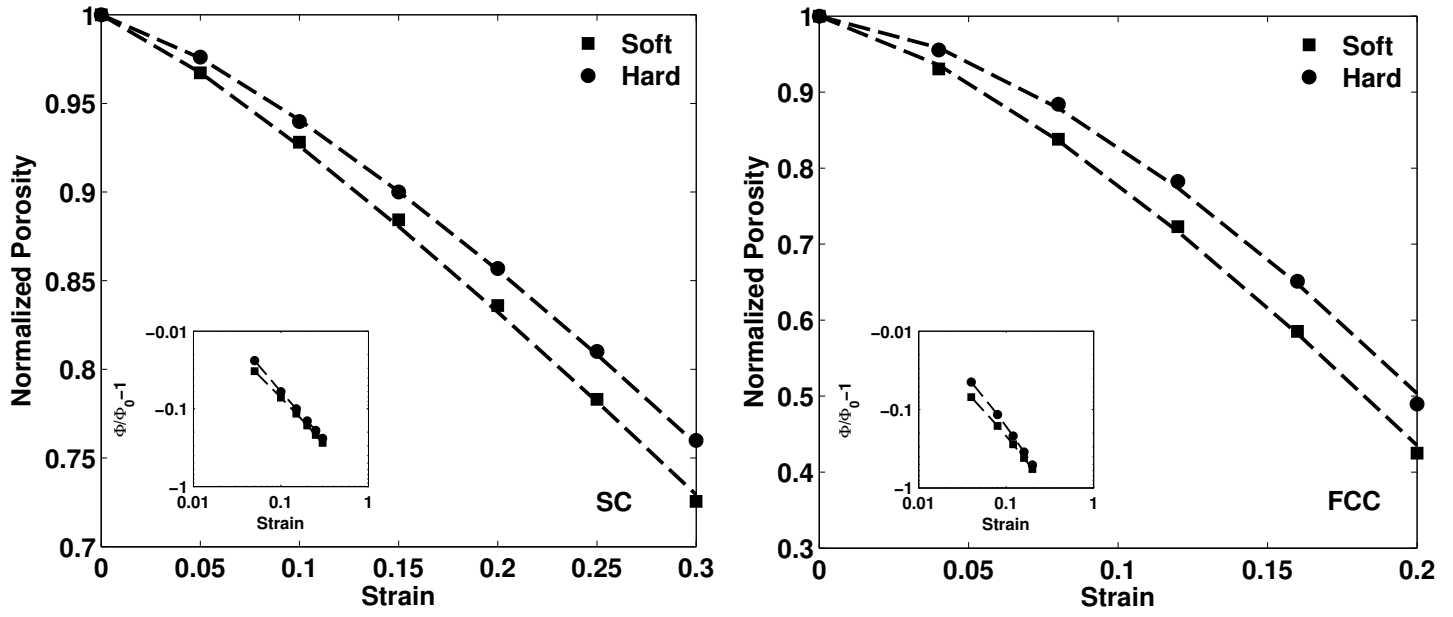 1
0.95
0.9
0.85
0.8
0.75
0.7
0
0.05
0.1
0.15
0.2
0.25
0.3
Normalized Porosity
Strain
Soft
Hard
SC
−0.01
−0.1
−1
0.01
0.1
1
Φ/Φ₀−1
Strain
1
0.9
0.8
0.7
0.6
0.5
0.4
0.3
0
0.05
0.1
0.15
0.2
Normalized Porosity
Strain
Soft
Hard
FCC
−0.01
−0.1
−1
0.01
0.1
1
Φ/Φ₀−1
Strain